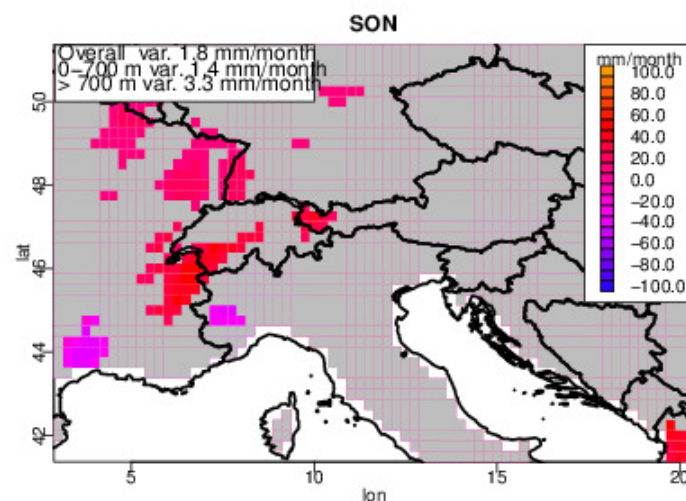 SON
Overall var. 1.8 mm/month
0−700 m var. 1.4 mm/month
> 700 m var. 3.3 mm/month
mm/month
100.0
80.0
60.0
40.0
20.0
0.0
−20.0
−40.0
−60.0
−80.0
−100.0
50
48
46
44
42
lat
5
10
15
20
lon